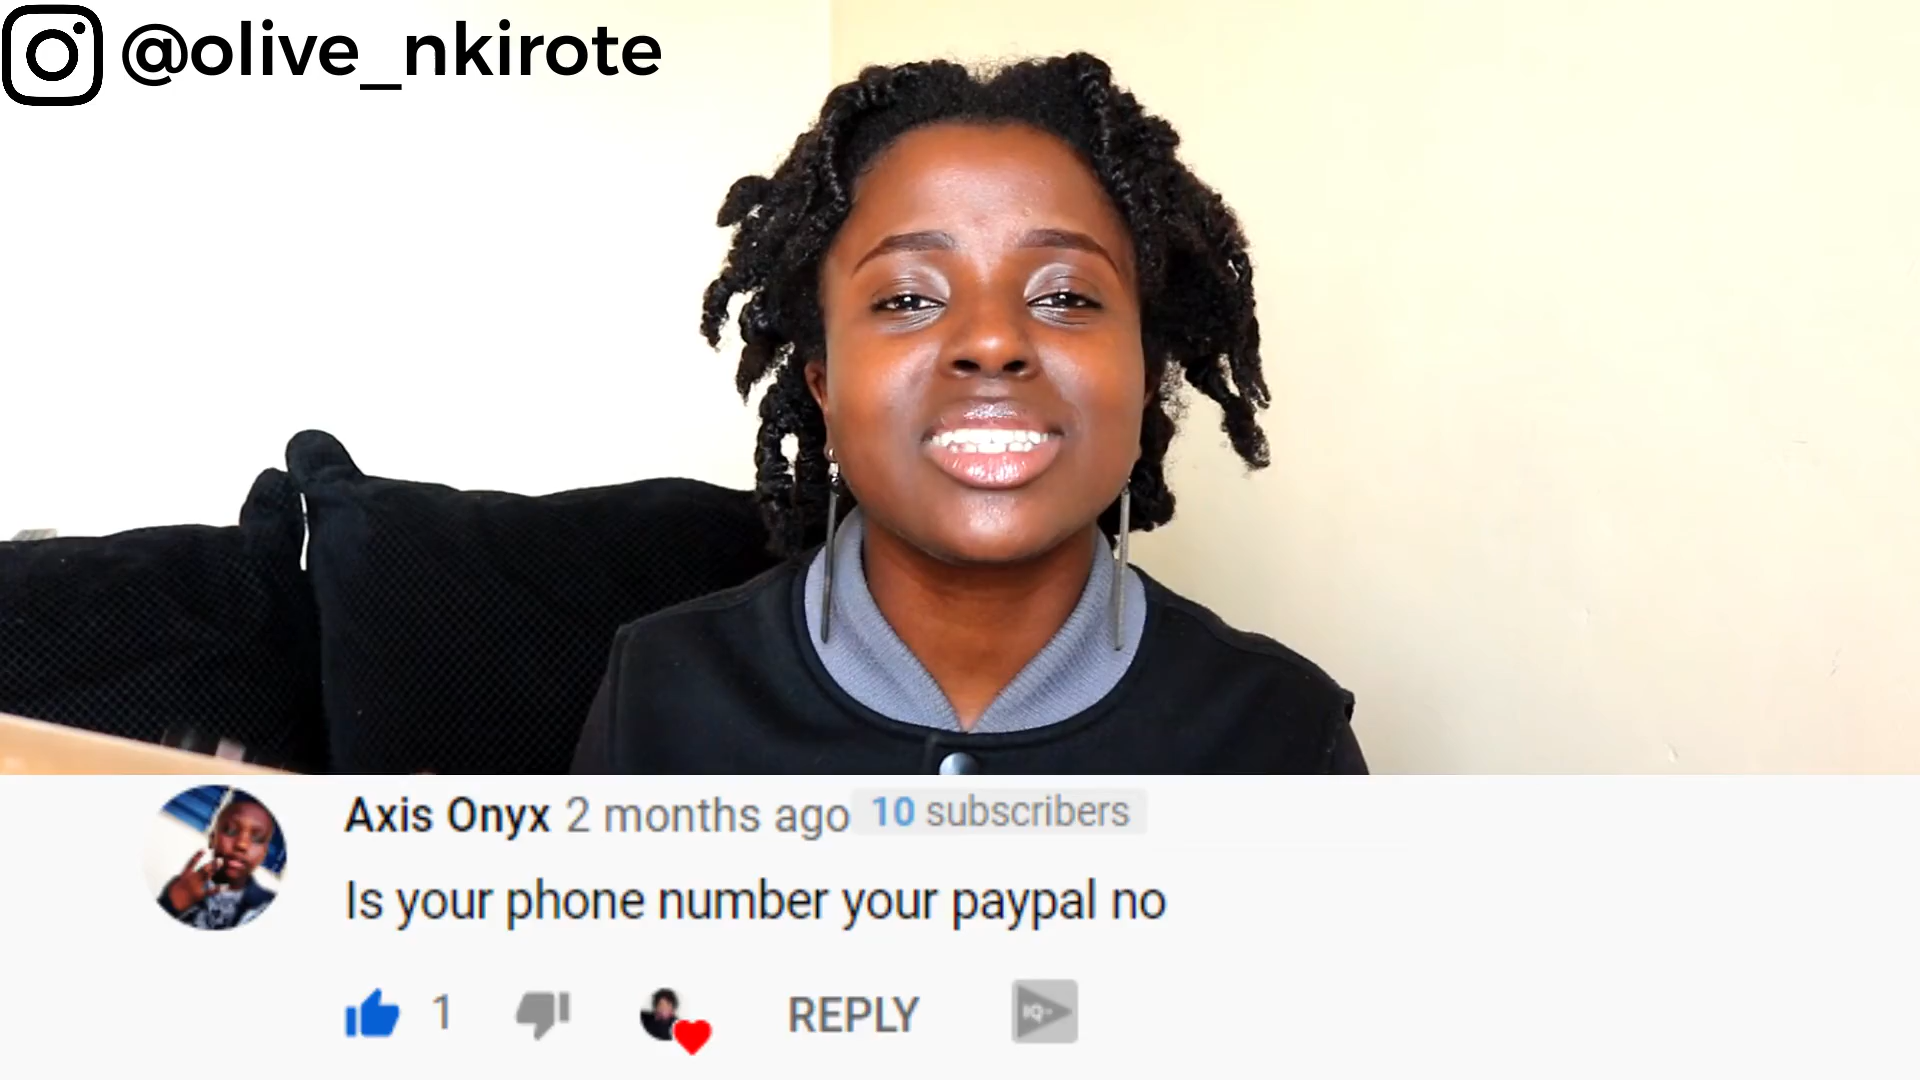 @olive_nkirote
Axis Onyx 2 months ago 10 subscribers
Is your phone number your paypal no
1 REPLY